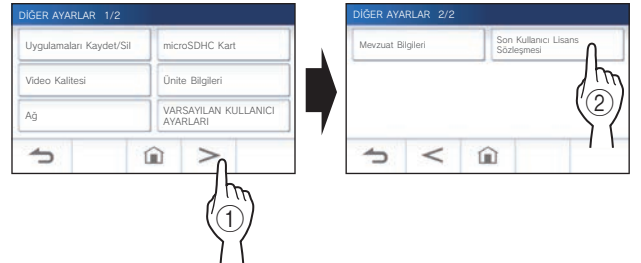 DİĞER AYARLAR 1/2
Uygulamaları Kaydet/Sil
microSDHC Kart
Video Kalitesi
Ünite Bilgileri
Ağ
VARSAYILAN KULLANICI
AYARLARI
>
1
DİĞER AYARLAR 2/2
Mevzuat Bilgileri
Son Kullanıcı Lisans
Sözleşmesi
<
2